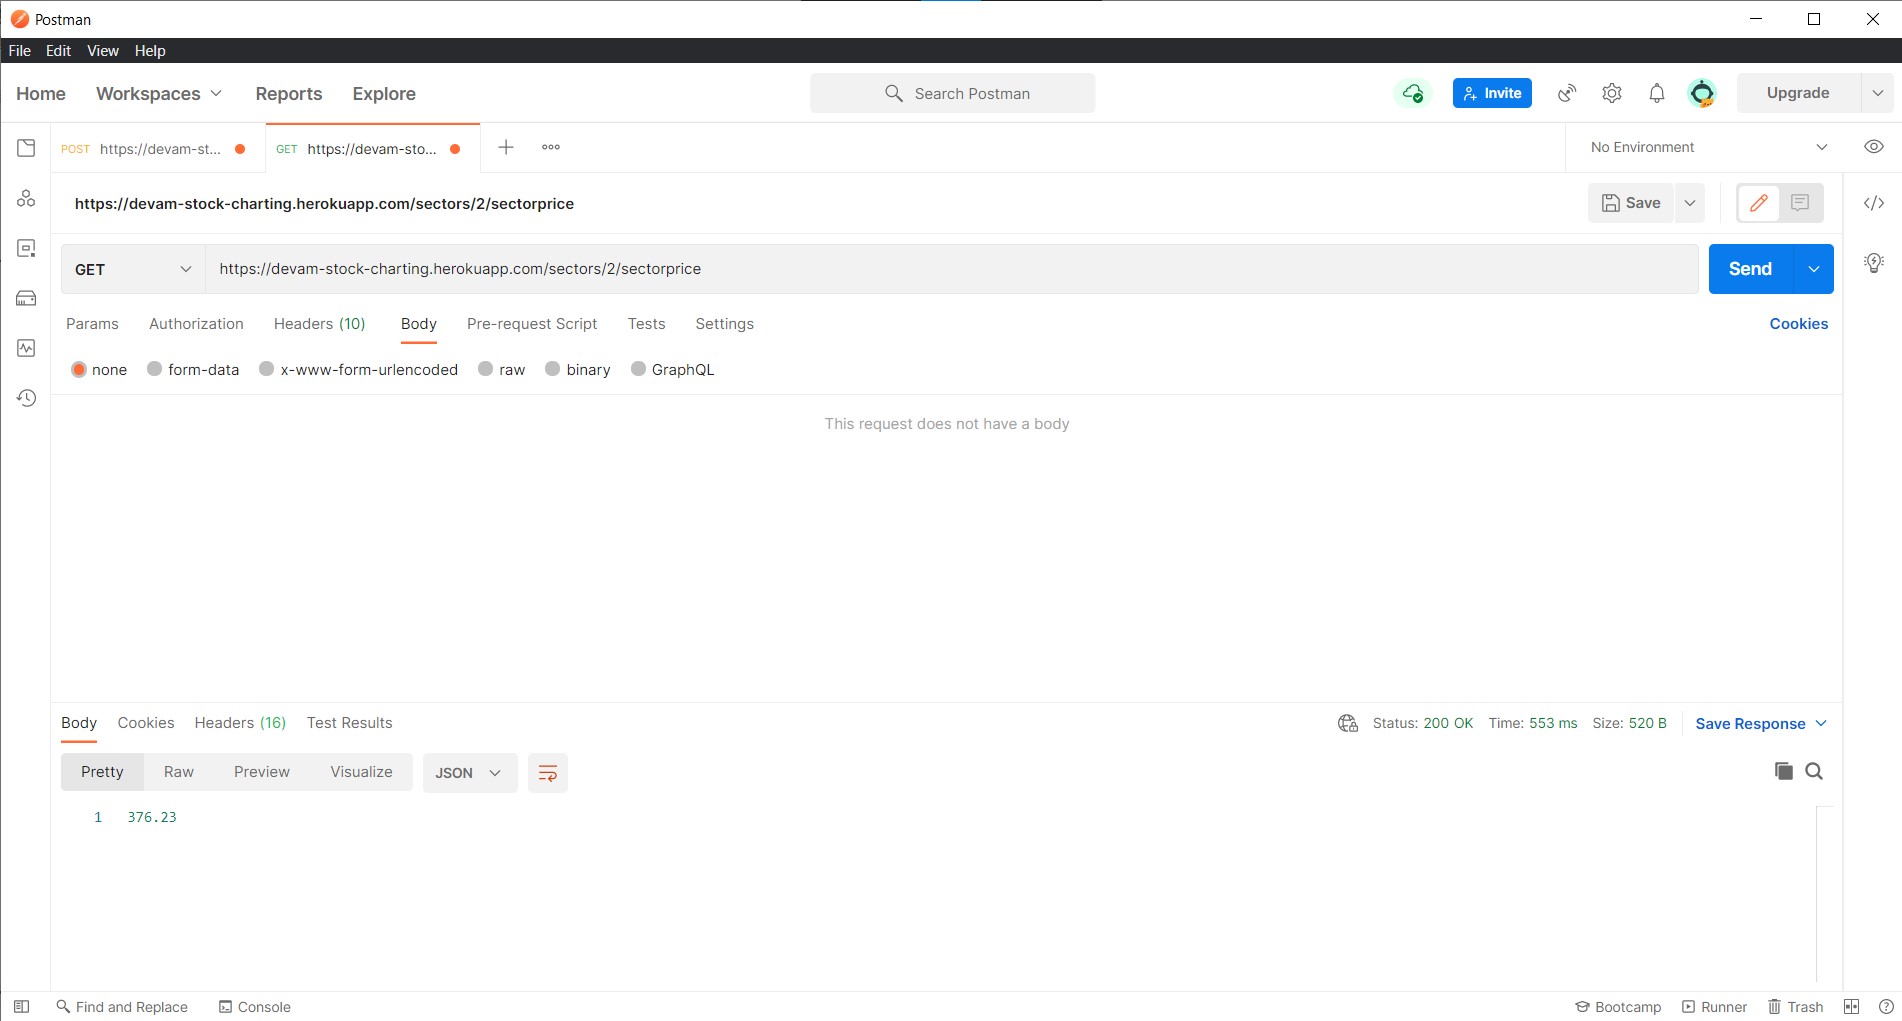 Postman
File Edit View Help
Home Workspaces Reports Explore Search Postman Invite Upgrade
POST https://devam-st... GET https://devam-sto... No Environment
https://devam-stock-charting.herokuapp.com/sectors/2/sectorprice Save
GET https://devam-stock-charting.herokuapp.com/sectors/2/sectorprice Send
Params Authorization Headers (10) Body Pre-request Script Tests Settings Cookies
none form-data x-www-form-urlencoded raw binary GraphQL
This request does not have a body
Body Cookies Headers (16) Test Results Status: 200 OK Time: 553 ms Size: 520 B Save Response
Pretty Raw Preview Visualize JSON
1 376.23
Find and Replace Console Bootcamp Runner Trash